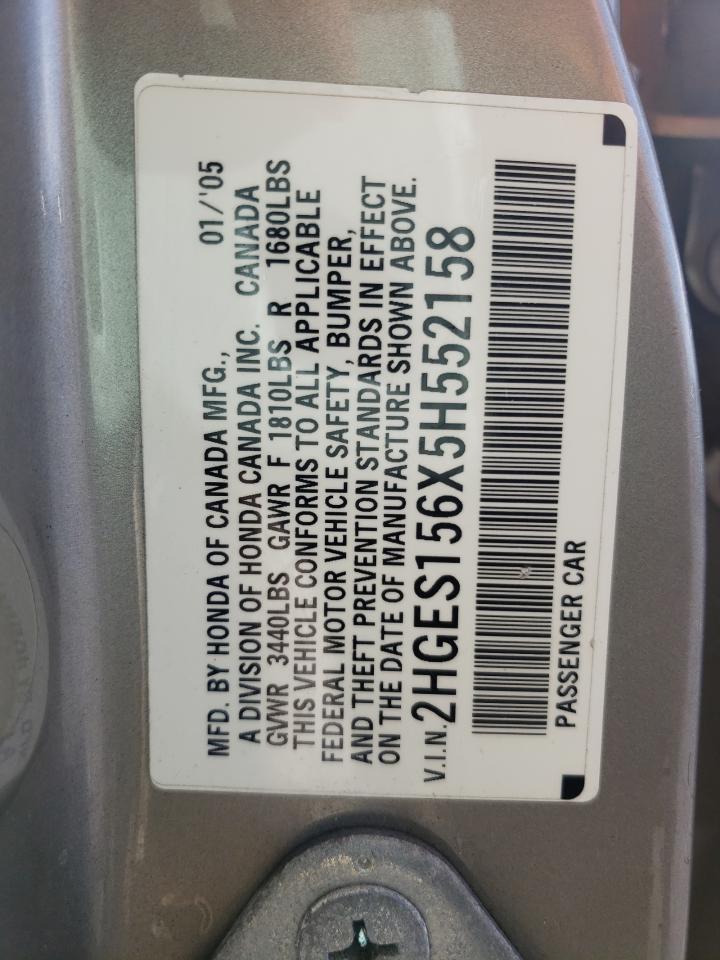 MFD. BY HONDA OF CANADA MFG., 01/'05
A DIVISION OF HONDA CANADA INC. CANADA
GVWR 3440LBS GAWR F 1810LBS R 1680LBS
THIS VEHICLE CONFORMS TO ALL APPLICABLE
FEDERAL MOTOR VEHICLE SAFETY, BUMPER,
AND THEFT PREVENTION STANDARDS IN EFFECT
ON THE DATE OF MANUFACTURE SHOWN ABOVE.
V.I.N. 2HGES156X5H552158
PASSENGER CAR